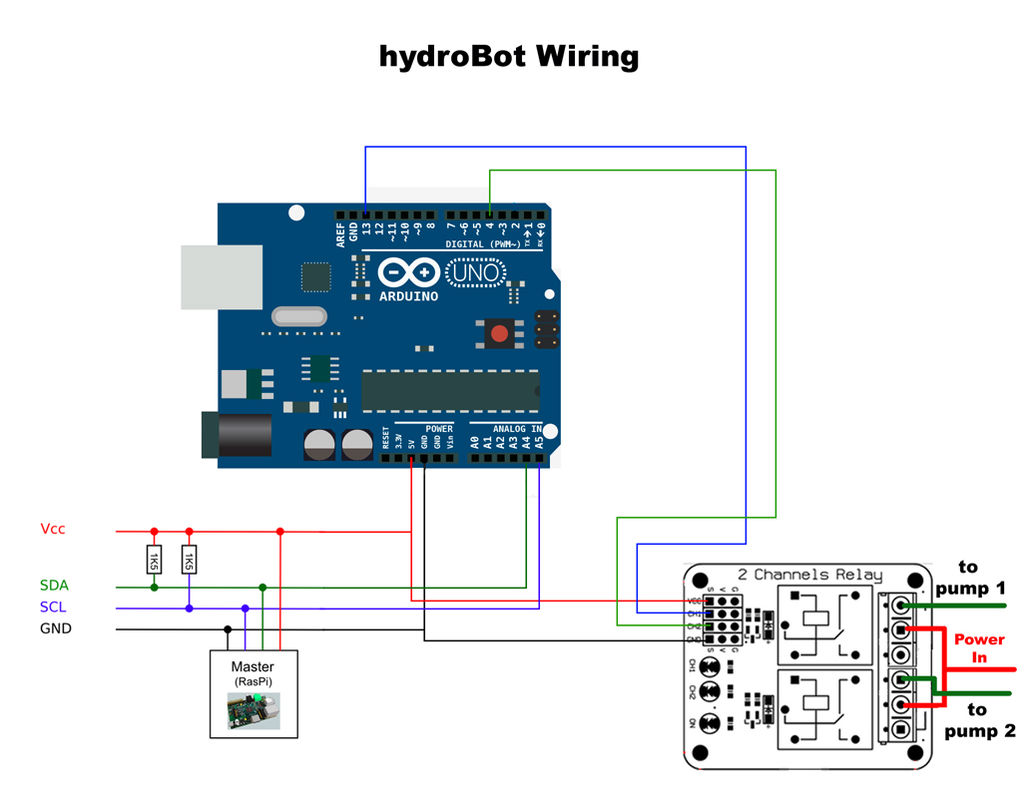 hydroBot Wiring
AREF
GND
13
12
~11
~10
~9
8
7
~6
~5
4
~3
2
TX→1
RX←0
DIGITAL (PWM~)
UNO
ARDUINO
POWER
ANALOG IN
RESET
3.3V
5V
GND
GND
Vin
A0
A1
A2
A3
A4
A5
Vcc
1K5
1K5
SDA
SCL
GND
Master
(RasPi)
2 Channels Relay
S
V
G
VCC
CH1
CH2
S
V
G
CH1
CH2
ON
to
pump 1
Power
In
to
pump 2